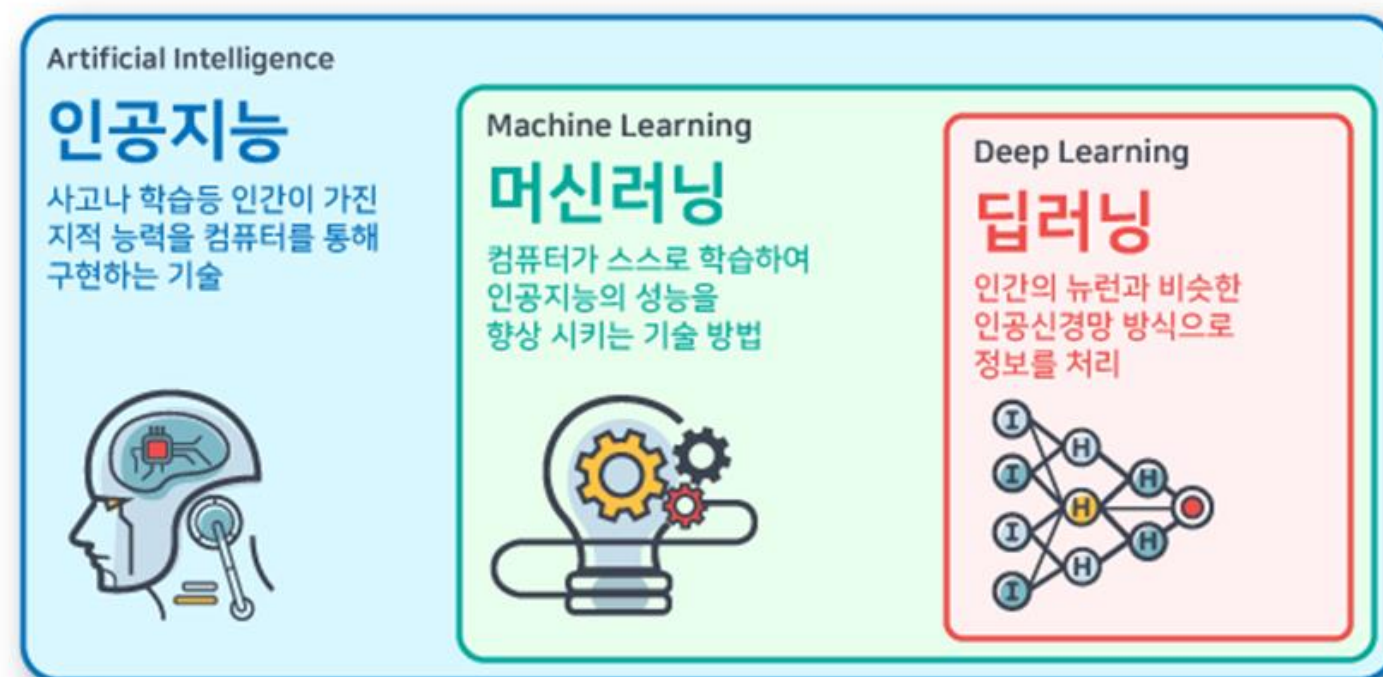 Artificial Intelligence
인공지능
사고나 학습등 인간이 가진
지적 능력을 컴퓨터를 통해
구현하는 기술
Machine Learning
머신러닝
컴퓨터가 스스로 학습하여
인공지능의 성능을
향상 시키는 기술 방법
Deep Learning
딥러닝
인간의 뉴런과 비슷한
인공신경망 방식으로
정보를 처리
I
H
I
H
H
I
H
H
I